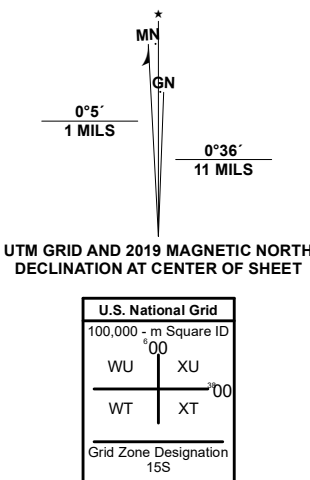 ★
MN
GN
0°5´
1 MILS
0°36´
11 MILS
UTM GRID AND 2019 MAGNETIC NORTH
DECLINATION AT CENTER OF SHEET
U.S. National Grid
100,000 - m Square ID
⁶00
WU XU
³⁸00
WT XT
Grid Zone Designation
15S